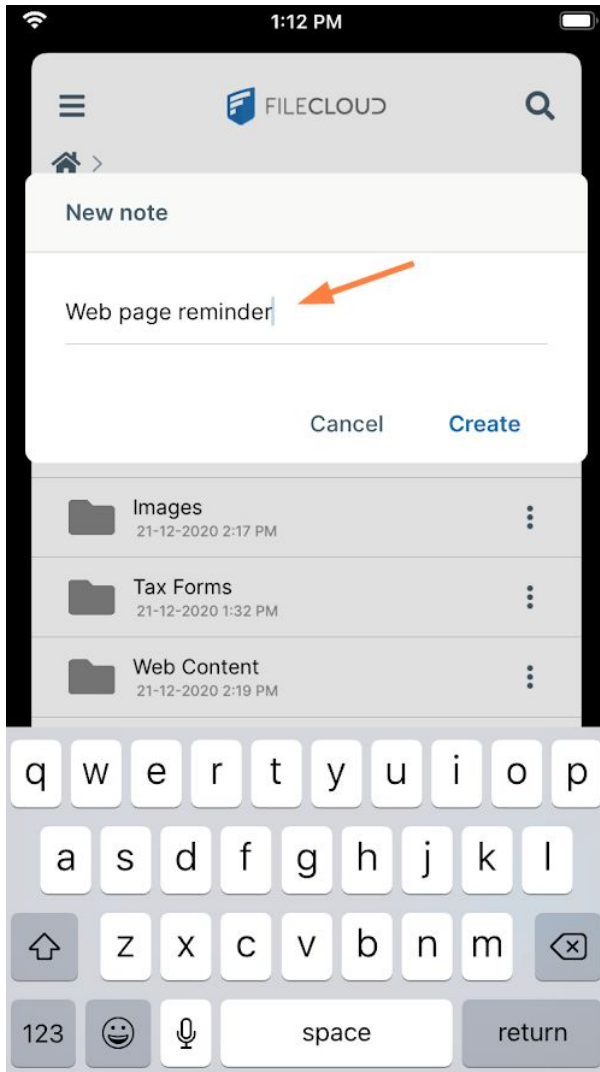 1:12 PM
FILECLOUD
New note
Web page reminder
Cancel Create
Images
21-12-2020 2:17 PM
Tax Forms
21-12-2020 1:32 PM
Web Content
21-12-2020 2:19 PM
q w e r t y u i o p
a s d f g h j k l
z x c v b n m
123 space return